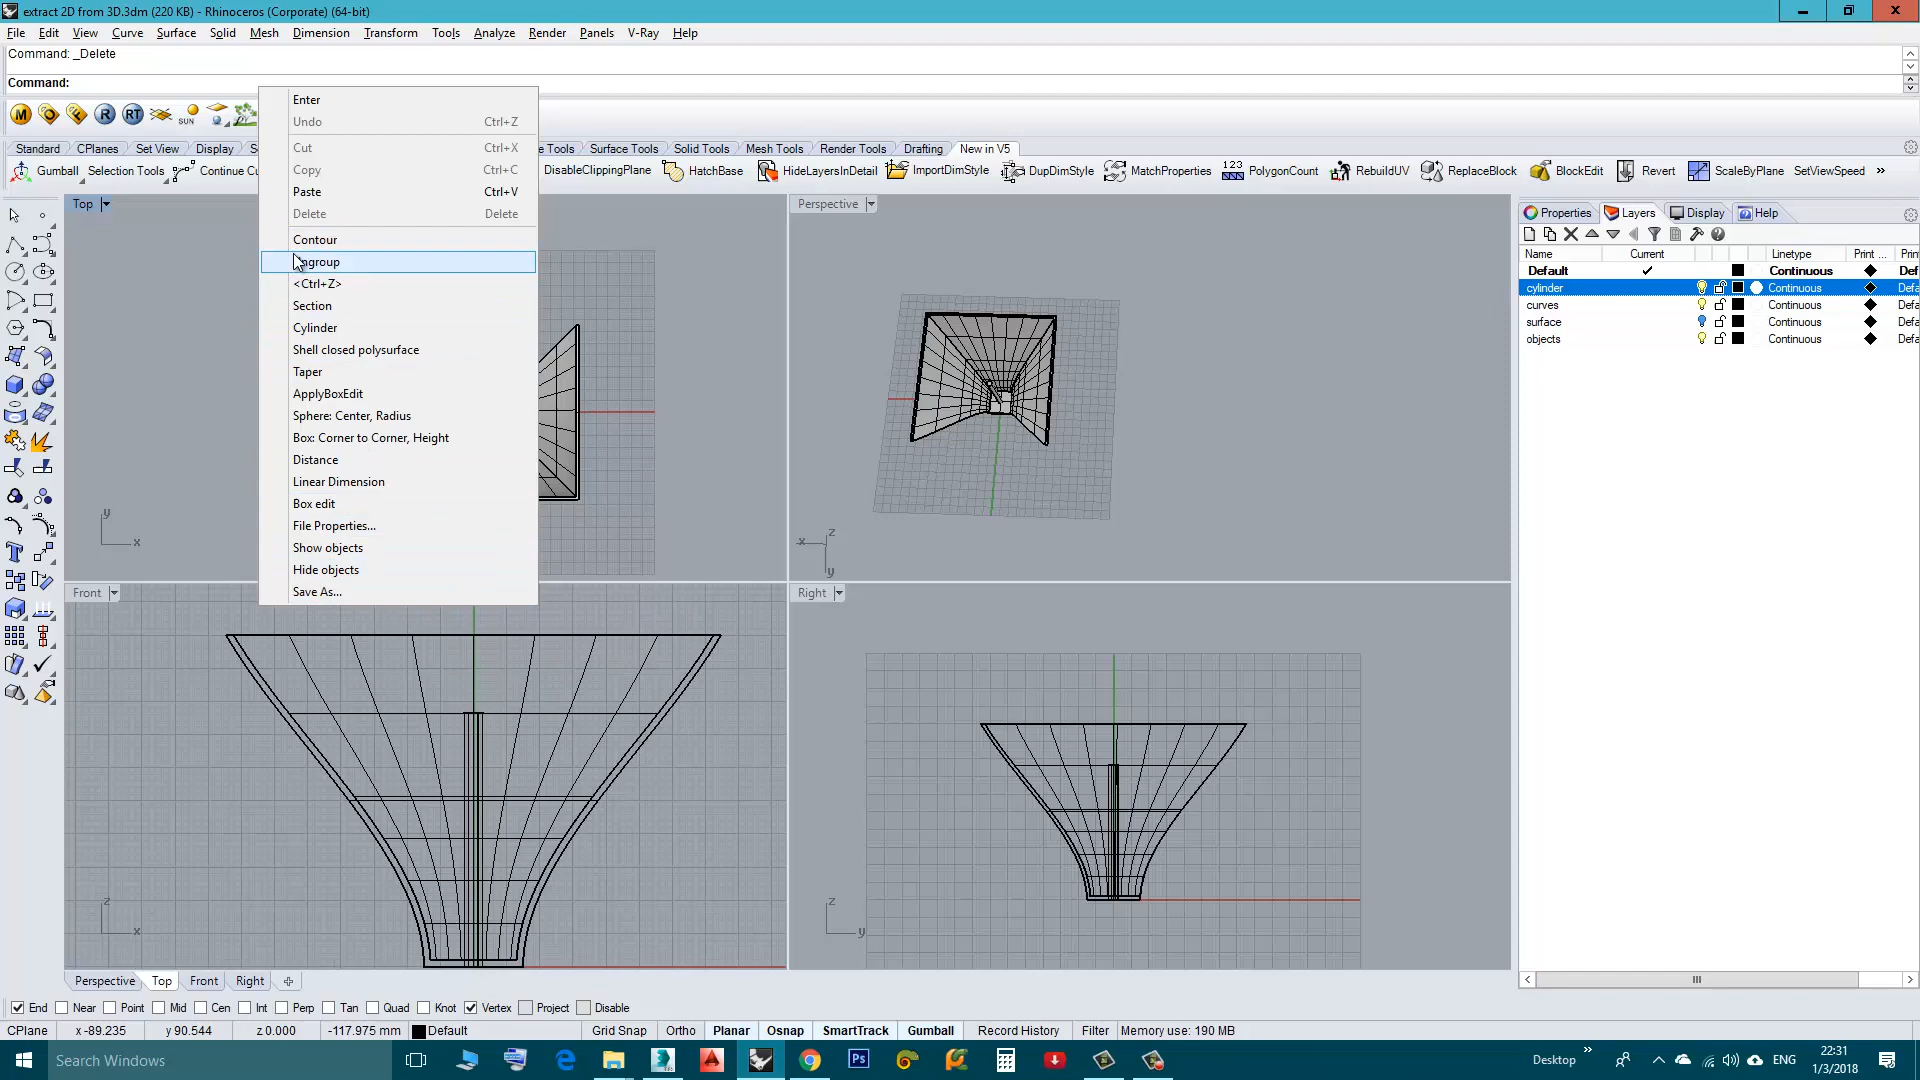 extract 2D from 3D.3dm (220 KB) - Rhinoceros (Corporate) (64-bit)
File Edit View Curve Surface Solid Mesh Dimension Transform Tools Analyze Render Panels V-Ray Help
Command: _Delete
Command:
M RT SUN
Standard CPlanes Set View Display Tools Surface Tools Solid Tools Mesh Tools Render Tools Drafting New in V5
Gumball Selection Tools Continue DisableClippingPlane HatchBase HideLayersInDetail ImportDimStyle DupDimStyle MatchProperties 123 PolygonCount RebuildUV ReplaceBlock BlockEdit Revert ScaleByPlane SetViewSpeed »
Enter
Undo Ctrl+Z
Cut Ctrl+X
Copy Ctrl+C
Paste Ctrl+V
Delete Delete
Contour
<Ctrl+Z>
Section
Cylinder
Shell closed polysurface
Taper
ApplyBoxEdit
Sphere: Center, Radius
Box: Corner to Corner, Height
Distance
Linear Dimension
Box edit
File Properties...
Show objects
Hide objects
Save As...
Top
y
x
Perspective
x z
y
Front
z
x
Right
z
y
Properties Layers Display Help
Name Current Linetype Print ...
Default Continuous
cylinder Continuous
curves Continuous
surface Continuous
objects Continuous
Perspective Top Front Right
End Near Point Mid Cen Int Perp Tan Quad Knot Vertex Project Disable
CPlane x -89.235 y 90.544 z 0.000 -117.975 mm Default Grid Snap Ortho Planar Osnap SmartTrack Gumball Record History Filter Memory use: 190 MB
Search Windows
Ps
Desktop » ENG
22:31
1/3/2018